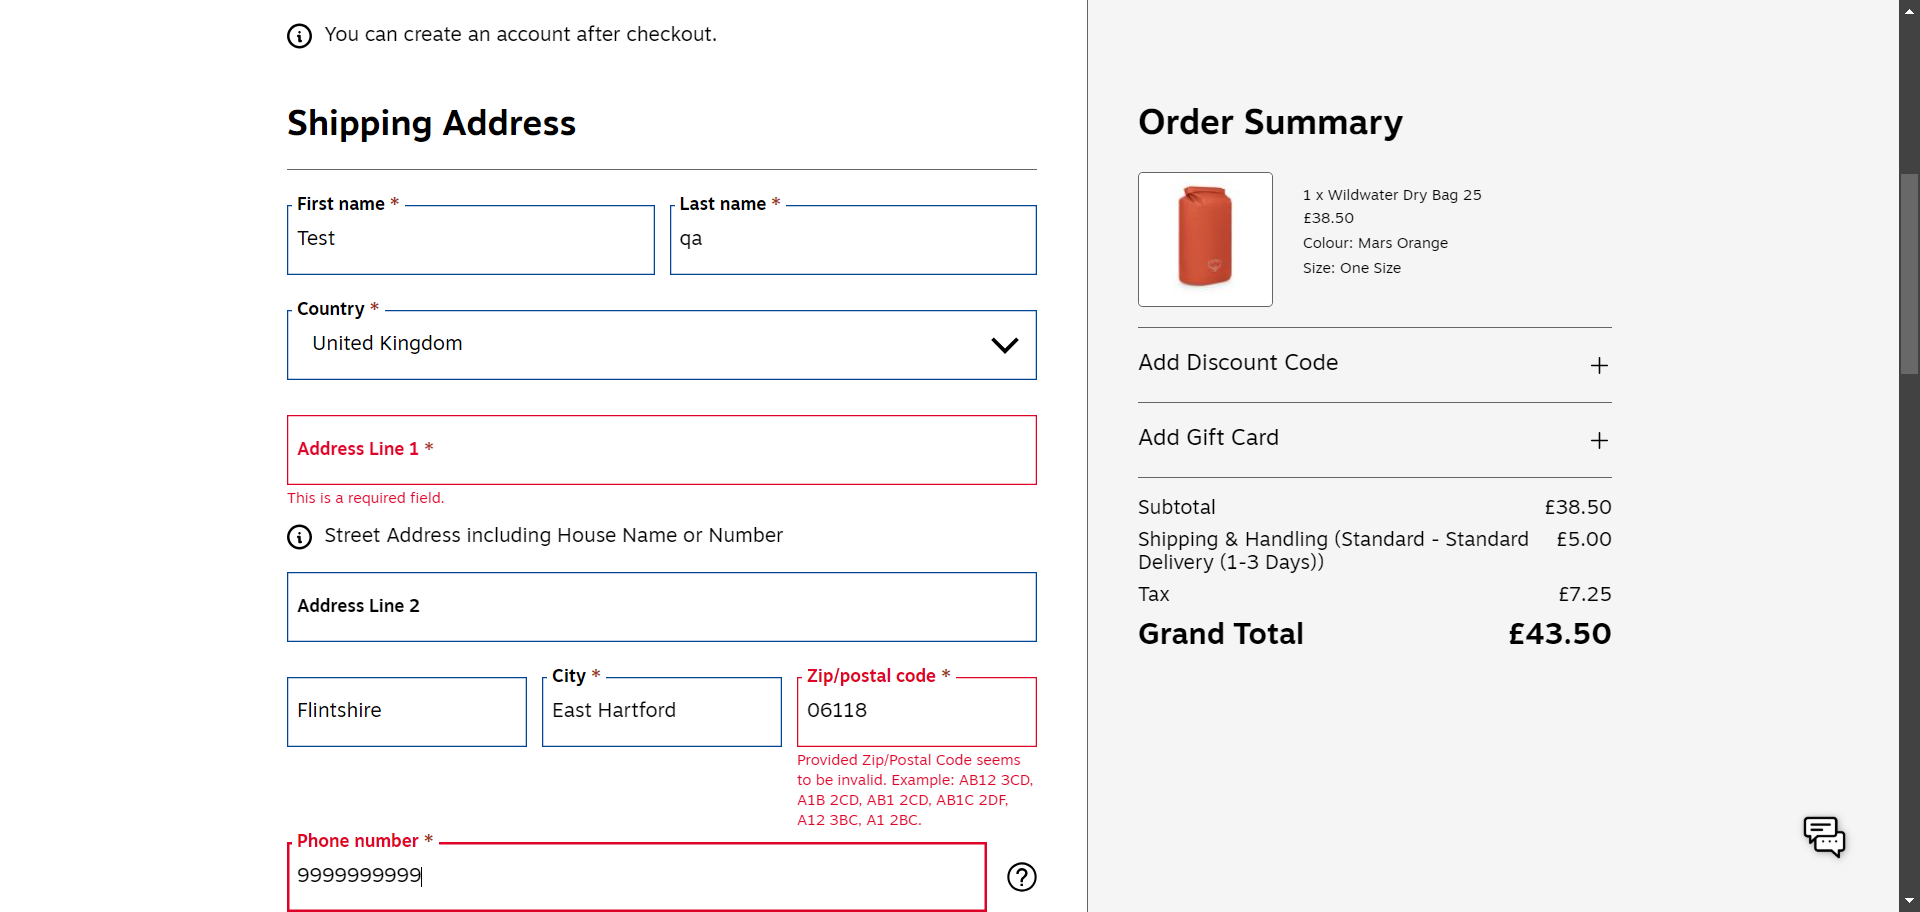 You can create an account after checkout.
Shipping Address
First name *
Test
Last name *
qa
Country *
United Kingdom
Address Line 1 *
This is a required field.
Street Address including House Name or Number
Address Line 2
Flintshire
City *
East Hartford
Zip/postal code *
06118
Provided Zip/Postal Code seems
to be invalid. Example: AB12 3CD,
A1B 2CD, AB1 2CD, AB1C 2DF,
A12 3BC, A1 2BC.
Phone number *
9999999999
Order Summary
1 x Wildwater Dry Bag 25
£38.50
Colour: Mars Orange
Size: One Size
Add Discount Code
Add Gift Card
Subtotal £38.50
Shipping & Handling (Standard - Standard £5.00
Delivery (1-3 Days))
Tax £7.25
Grand Total £43.50